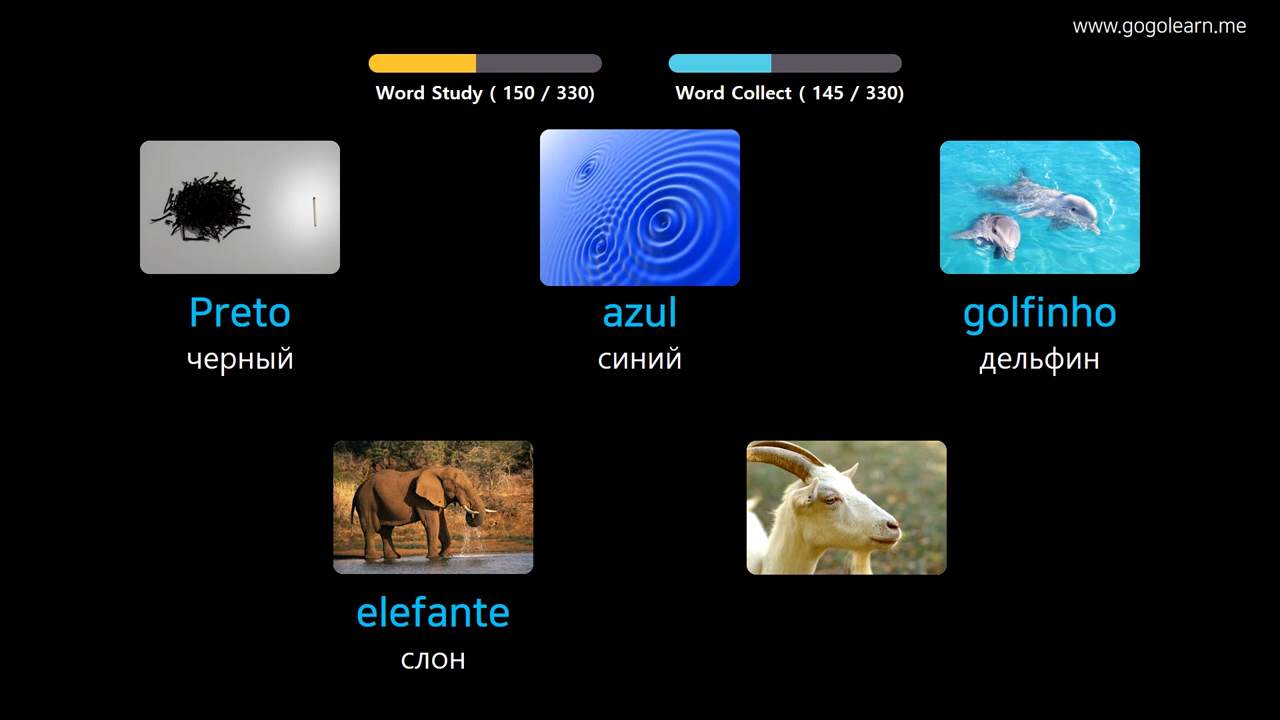 www.gogolearn.me
Word Study ( 150 / 330)
Word Collect ( 145 / 330)
Preto
черный
azul
синий
golfinho
дельфин
elefante
слон